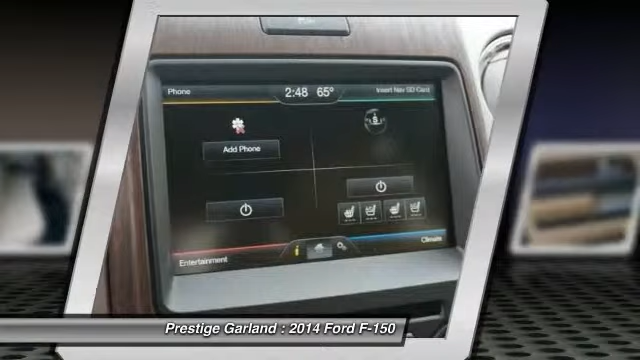 Phone
2:48 65°
Insert Nav SD Card
Add Phone
Entertainment
Climate
Prestige Garland : 2014 Ford F-150